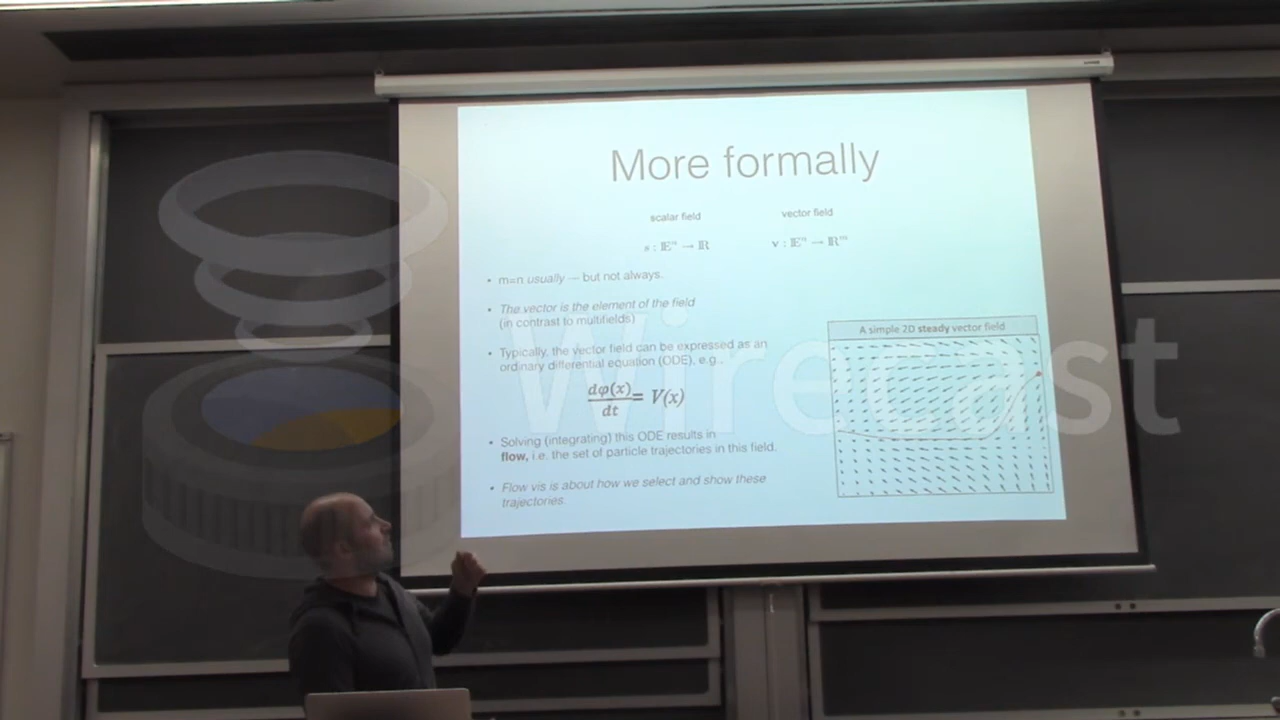 More formally
scalar field
vector field
s : 𝔼ⁿ → ℝ
v : 𝔼ⁿ → ℝᵐ
• m=n usually — but not always.
• The vector is the element of the field
(in contrast to multifields)
• Typically, the vector field can be expressed as an
ordinary differential equation (ODE), e.g..
dφ(x)/dt = V(x)
• Solving (integrating) this ODE results in
flow, i.e. the set of particle trajectories in this field.
• Flow vis is about how we select and show these
trajectories.
A simple 2D steady vector field
Wirecast